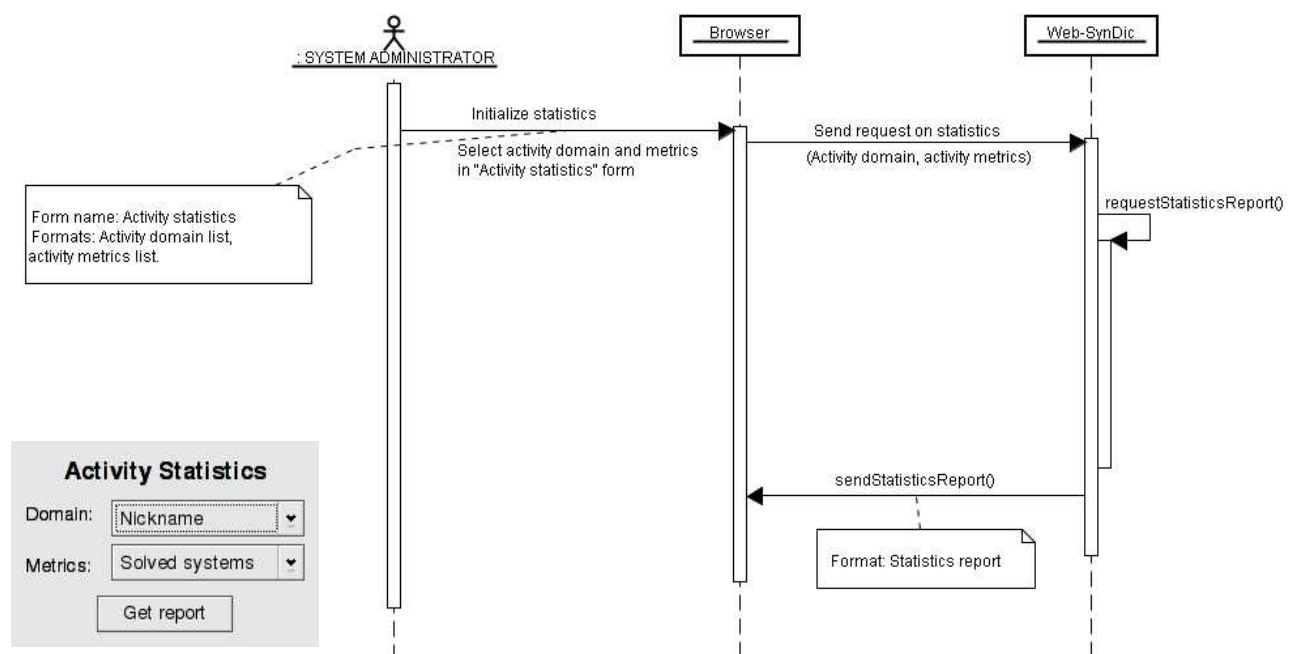 : SYSTEM ADMINISTRATOR
Browser
Web-SynDic
Initialize statistics
Select activity domain and metrics
in "Activity statistics" form
Send request on statistics
(Activity domain, activity metrics)
Form name: Activity statistics
Formats: Activity domain list,
activity metrics list.
requestStatisticsReport()
sendStatisticsReport()
Format: Statistics report
Activity Statistics
Domain: Nickname
Metrics: Solved systems
Get report